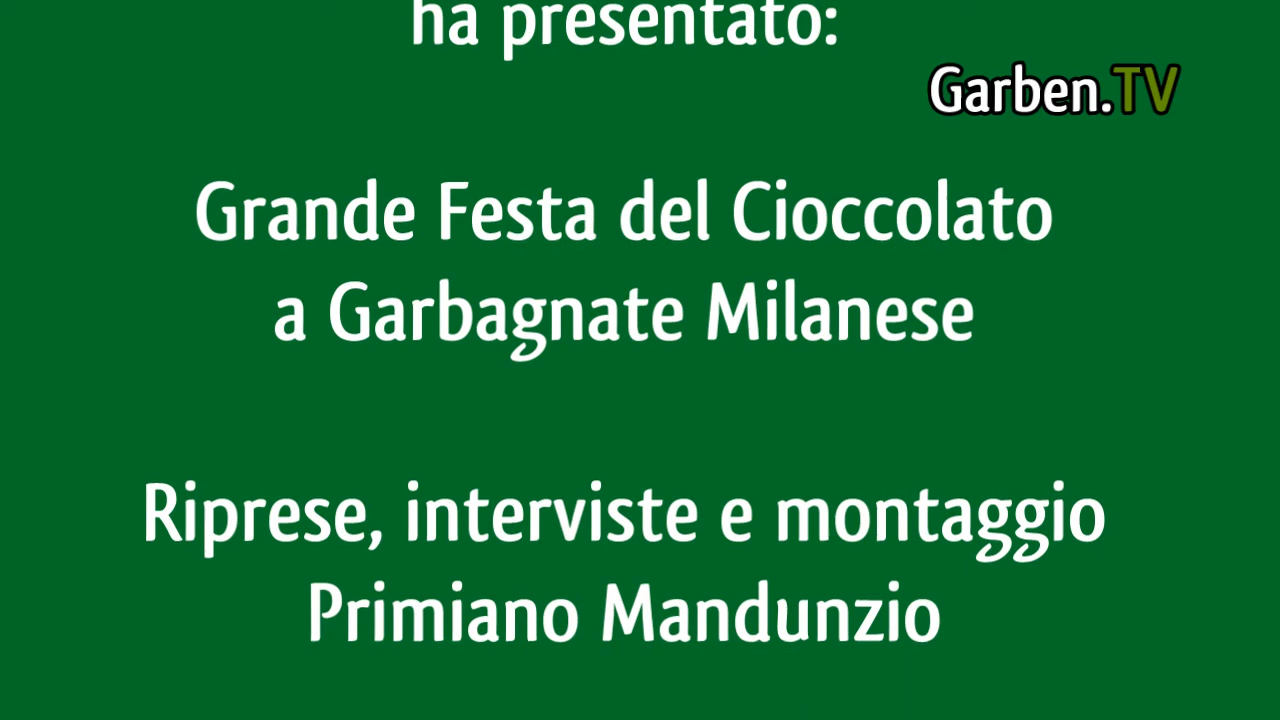 ha presentato:
Garben.TV
Grande Festa del Cioccolato
a Garbagnate Milanese
Riprese, interviste e montaggio
Primiano Mandunzio